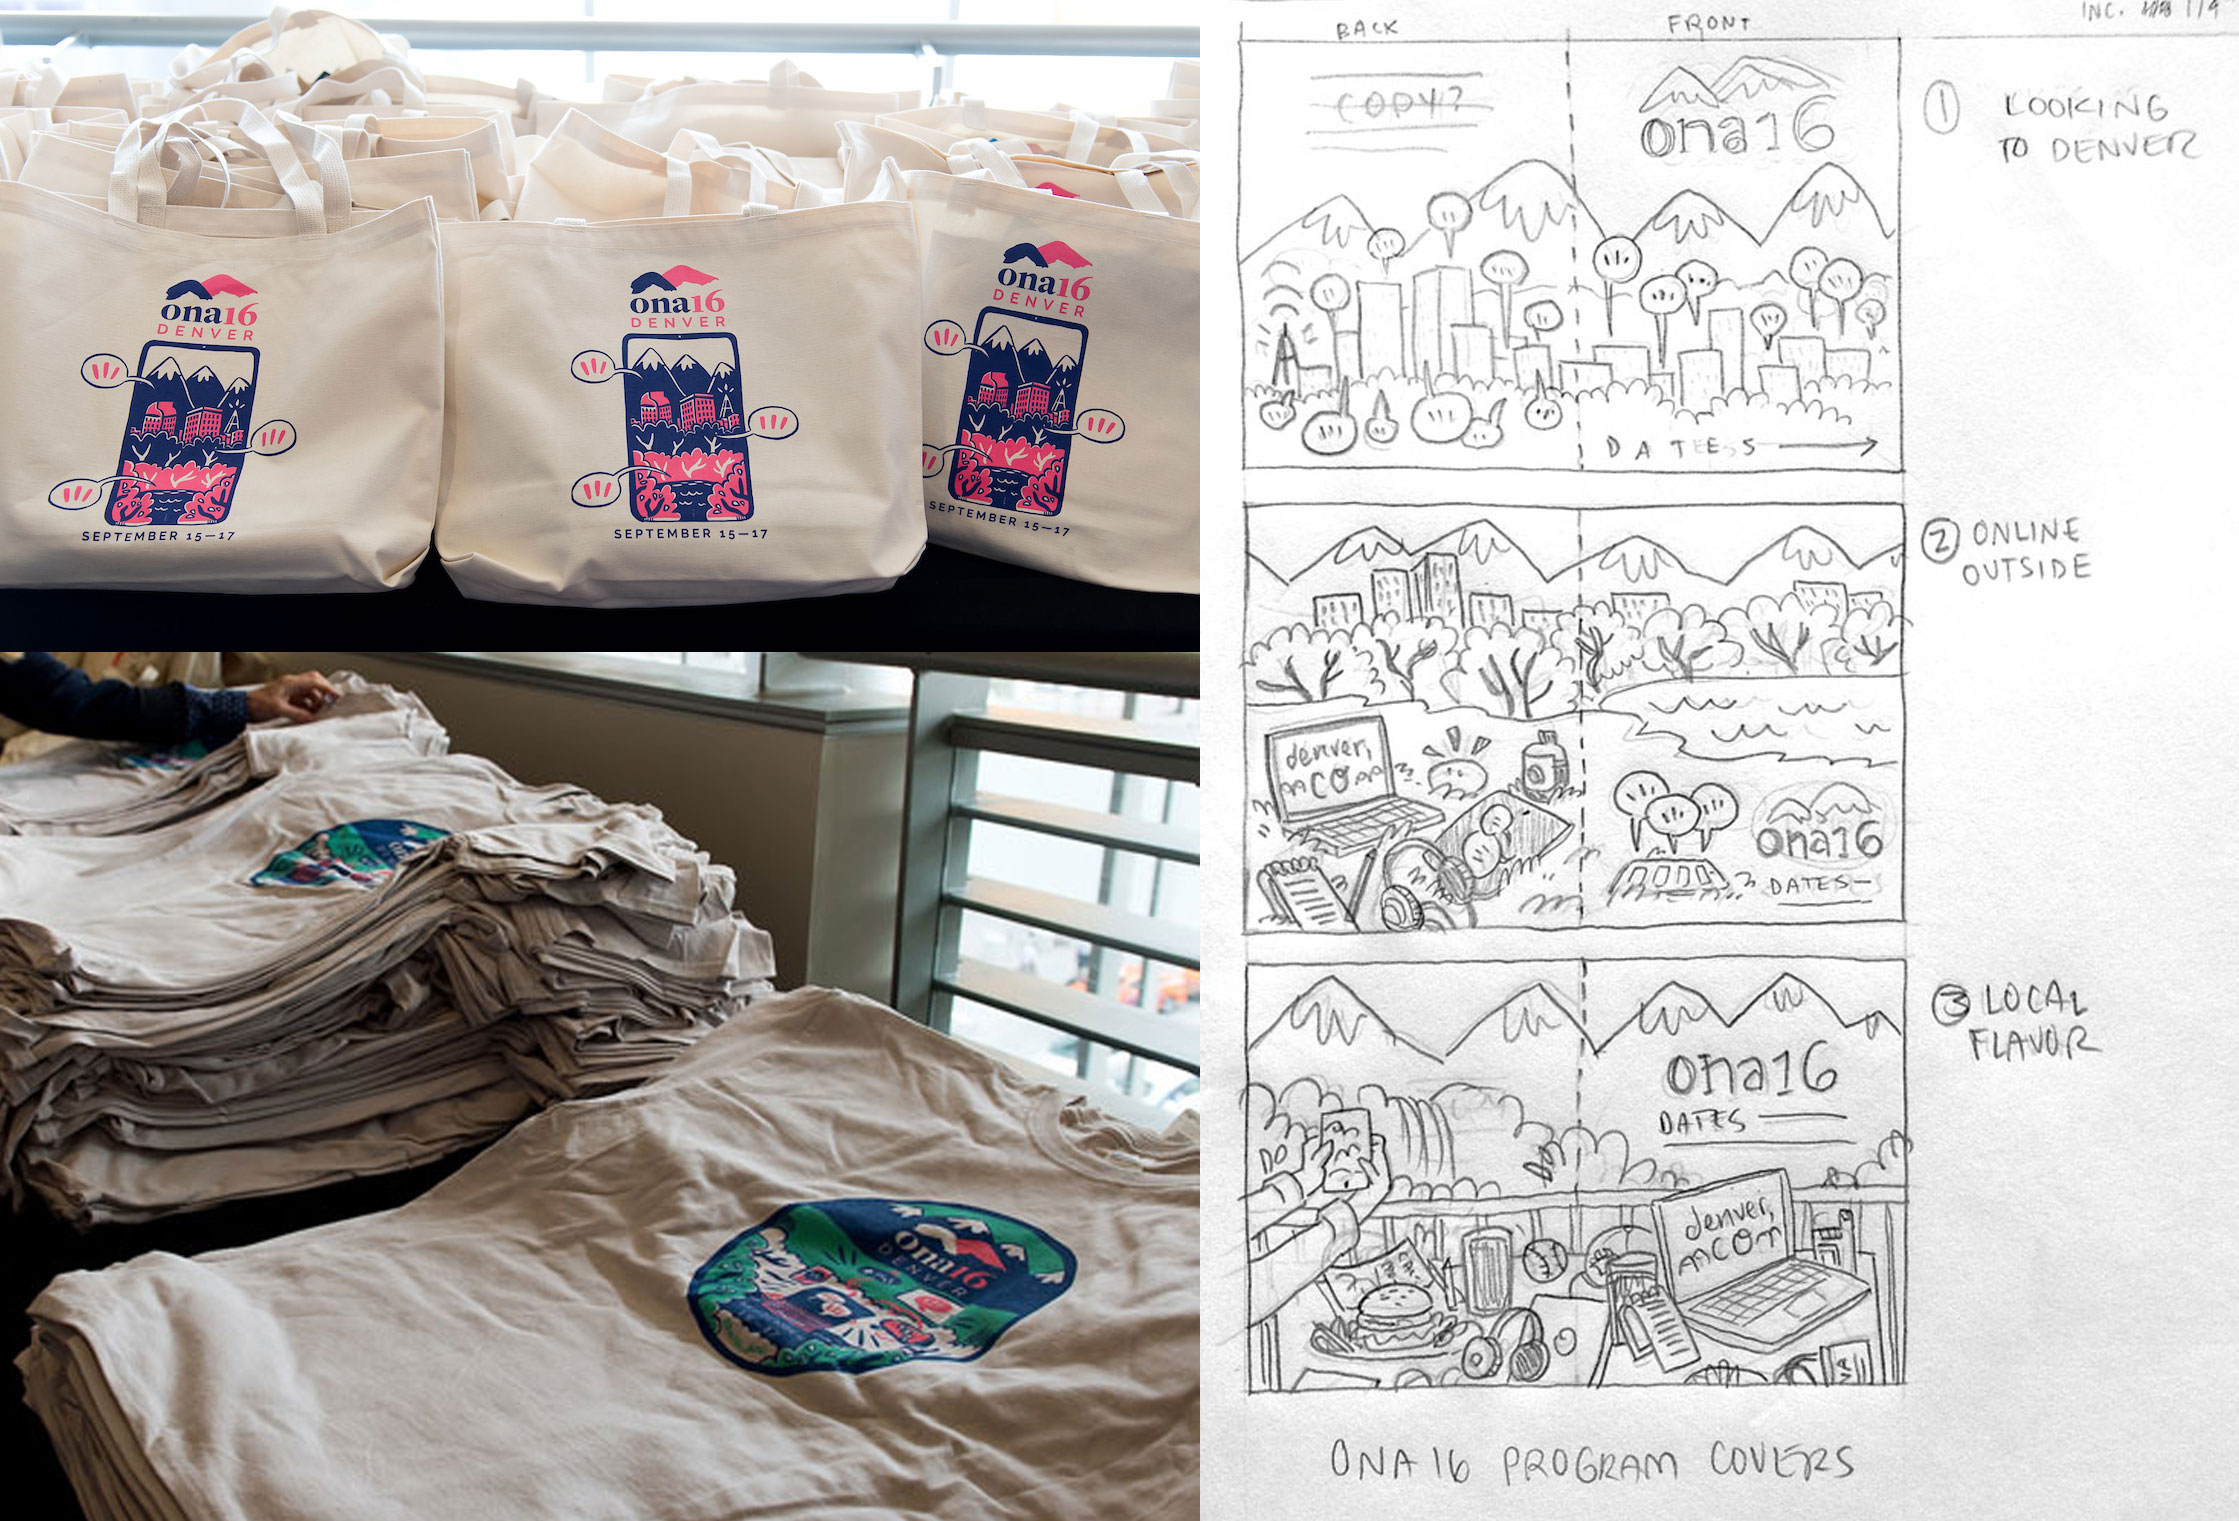 ona16
DENVER
SEPTEMBER 15—17
ona16
DENVER
SEPTEMBER 15—17
ona16
DENVER
SEPTEMBER 15—17
ona16
DENVER
BACK
FRONT
INC.
COPY?
ona16
DATES
1 LOOKING
TO DENVER
2 ONLINE
OUTSIDE
denver,
ona16
DATES—
3 LOCAL
FLAVOR
ona16
DATES
DO
denver,
ONA16 PROGRAM COVERS